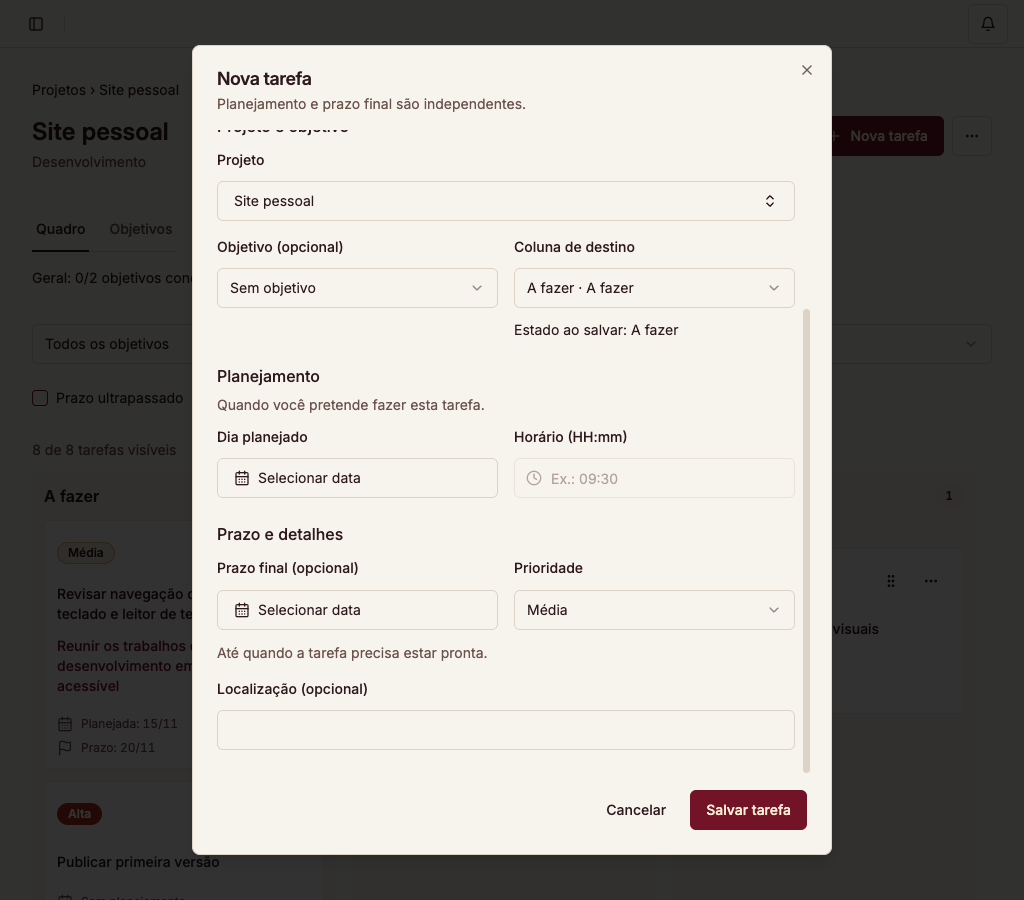 Nova tarefa
Planejamento e prazo final são independentes.
Projeto e objetivo
Projeto
Site pessoal
Objetivo (opcional)
Coluna de destino
Sem objetivo
A fazer · A fazer
Estado ao salvar: A fazer
Planejamento
Quando você pretende fazer esta tarefa.
Dia planejado
Horário (HH:mm)
Selecionar data
Ex.: 09:30
Prazo e detalhes
Prazo final (opcional)
Prioridade
Selecionar data
Média
Até quando a tarefa precisa estar pronta.
Localização (opcional)
Cancelar
Salvar tarefa
Projetos › Site pessoal
Site pessoal
Desenvolvimento
+ Nova tarefa
Quadro
Objetivos
Geral: 0/2 objetivos
Todos os objetivos
Prazo ultrapassado
8 de 8 tarefas visíveis
A fazer
1
Média
Revisar navegação
teclado e leitor de
Reunir os trabalhos
desenvolvimento
acessível
Planejada: 15/11
Prazo: 20/11
visuais
Alta
Publicar primeira versão